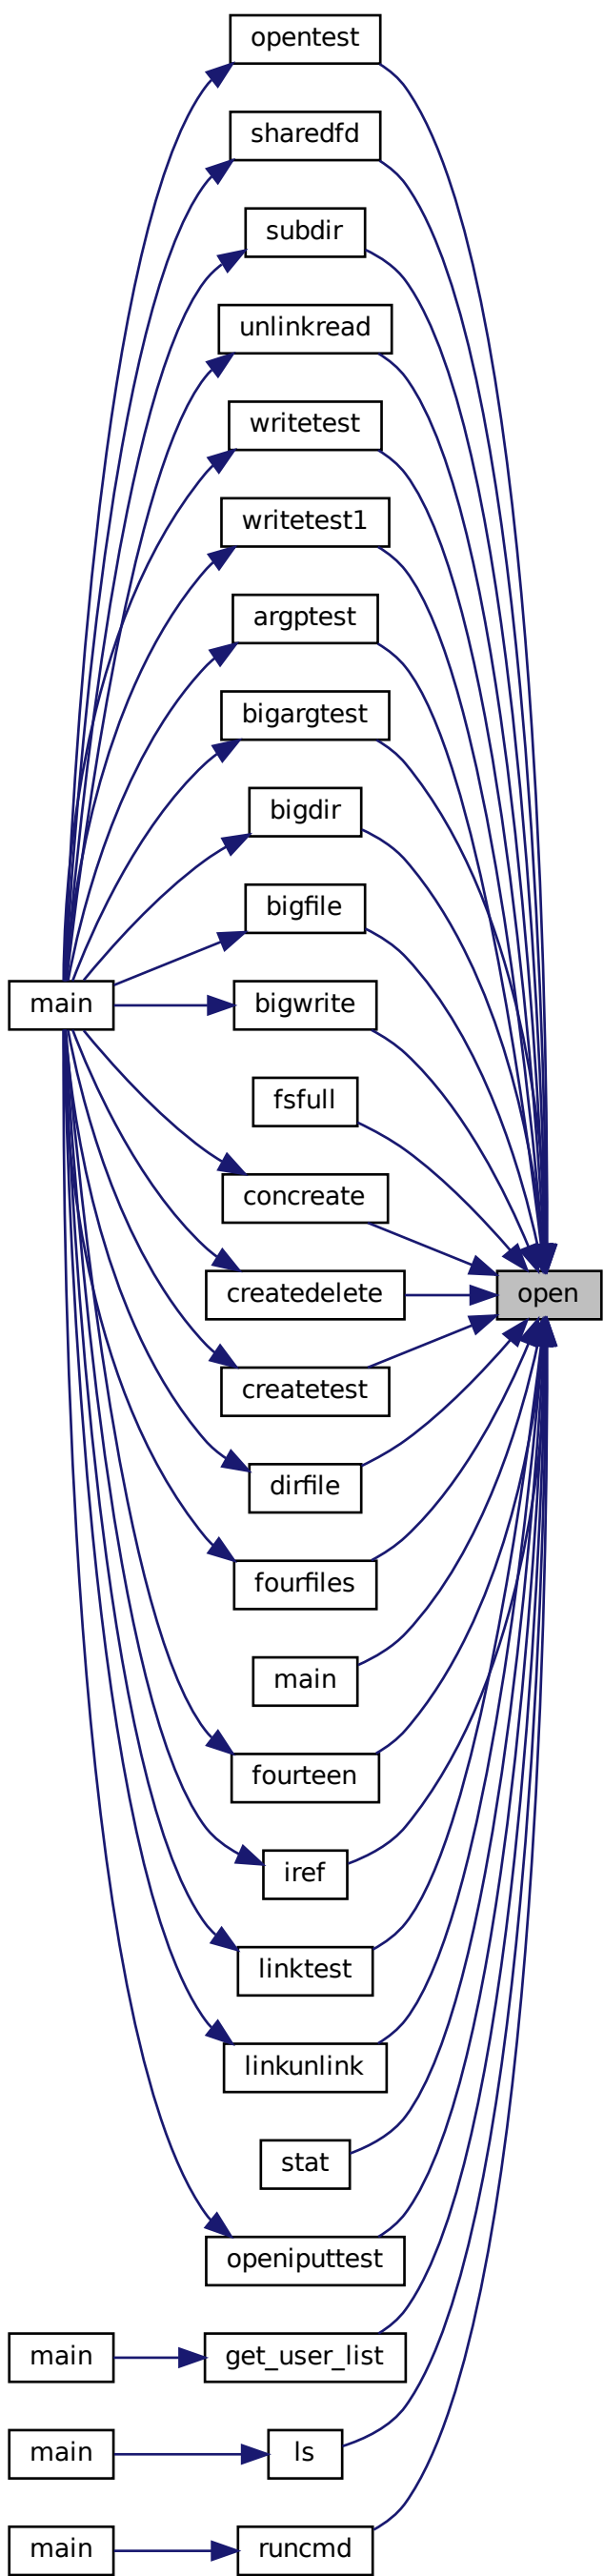 opentest
sharedfd
subdir
unlinkread
writetest
writetest1
argptest
bigargtest
bigdir
bigfile
main
bigwrite
fsfull
concreate
createdelete
open
createtest
dirfile
fourfiles
main
fourteen
iref
linktest
linkunlink
stat
openiputtest
main
get_user_list
main
ls
main
runcmd